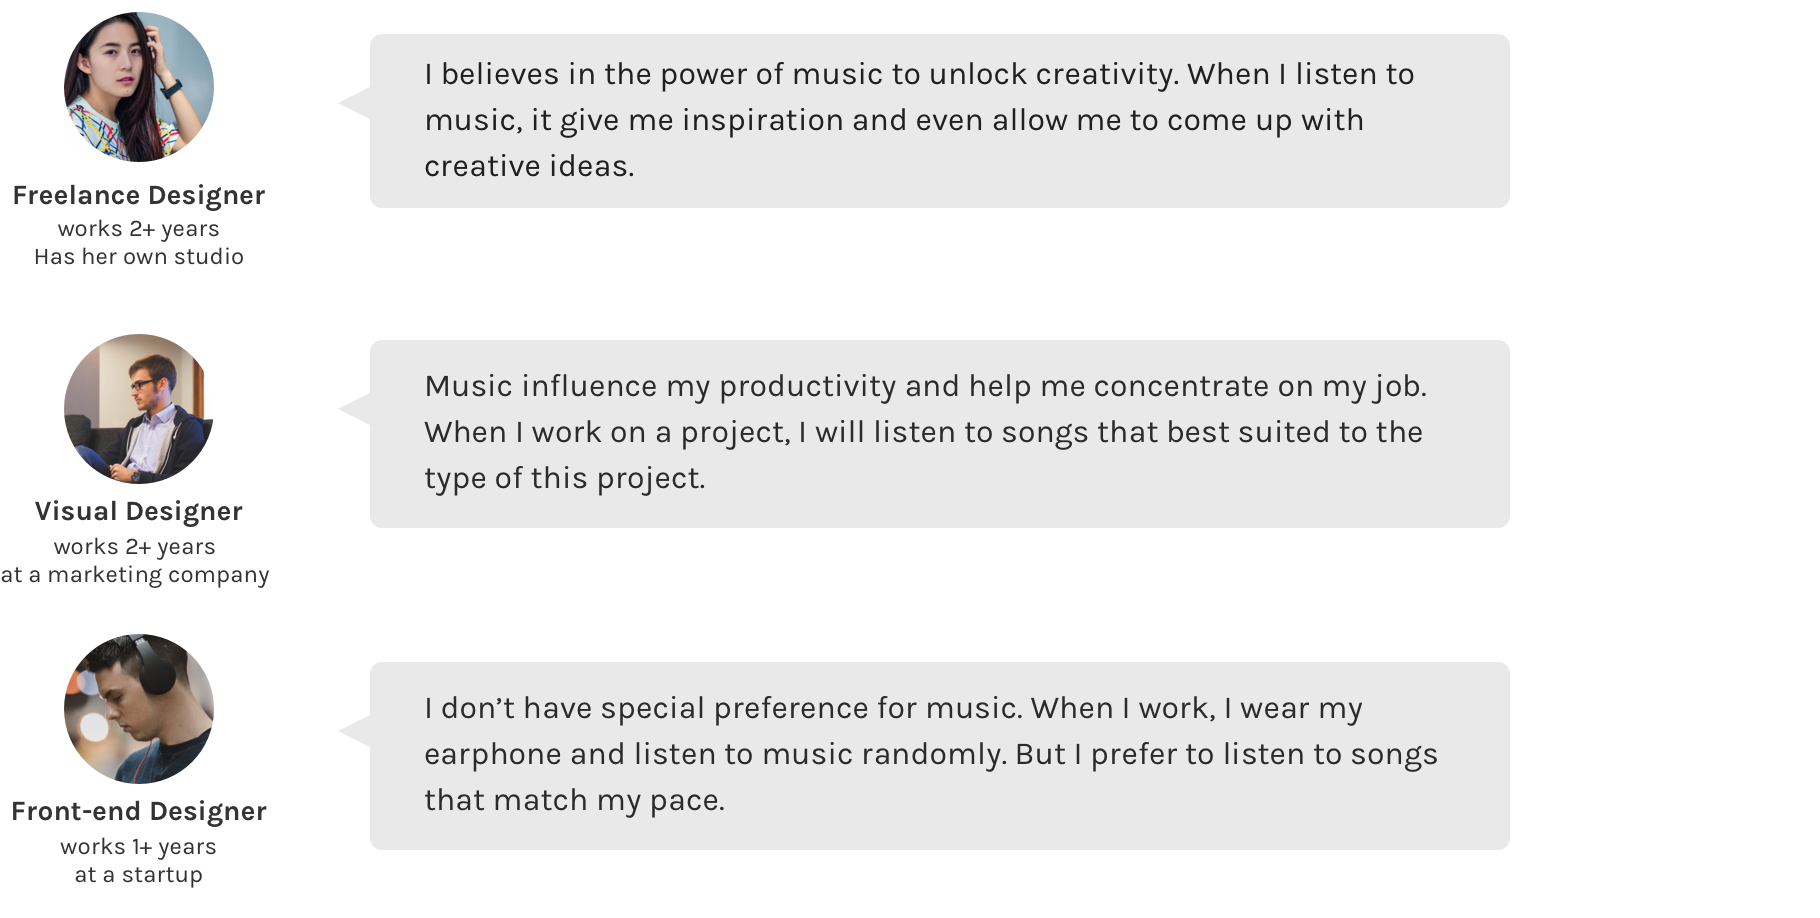 I believes in the power of music to unlock creativity. When I listen to
music, it give me inspiration and even allow me to come up with
creative ideas.
Freelance Designer
works 2+ years
Has her own studio
Music influence my productivity and help me concentrate on my job.
When I work on a project, I will listen to songs that best suited to the
type of this project.
Visual Designer
works 2+ years
at a marketing company
I don’t have special preference for music. When I work, I wear my
earphone and listen to music randomly. But I prefer to listen to songs
that match my pace.
Front-end Designer
works 1+ years
at a startup